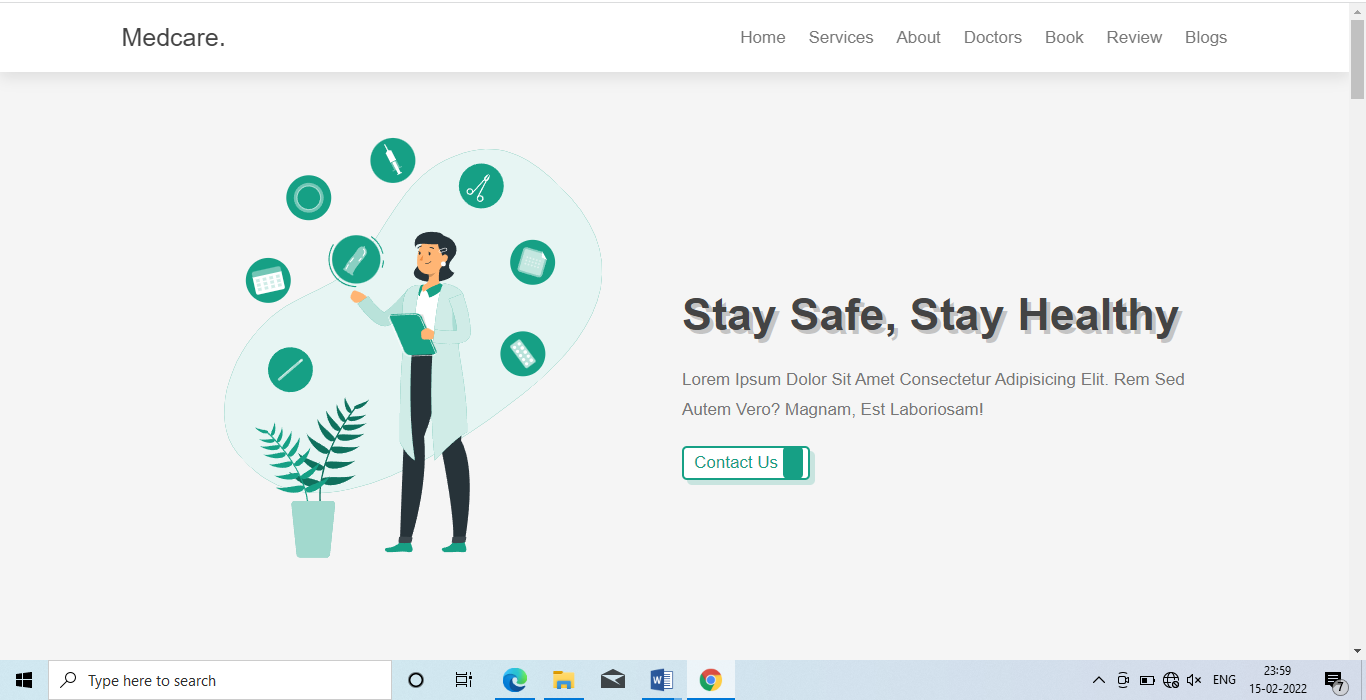 Medcare.
Home Services About Doctors Book Review Blogs
Stay Safe, Stay Healthy
Lorem Ipsum Dolor Sit Amet Consectetur Adipisicing Elit. Rem Sed
Autem Vero? Magnam, Est Laboriosam!
Contact Us
Type here to search
W
ENG
23:59
15-02-2022
7